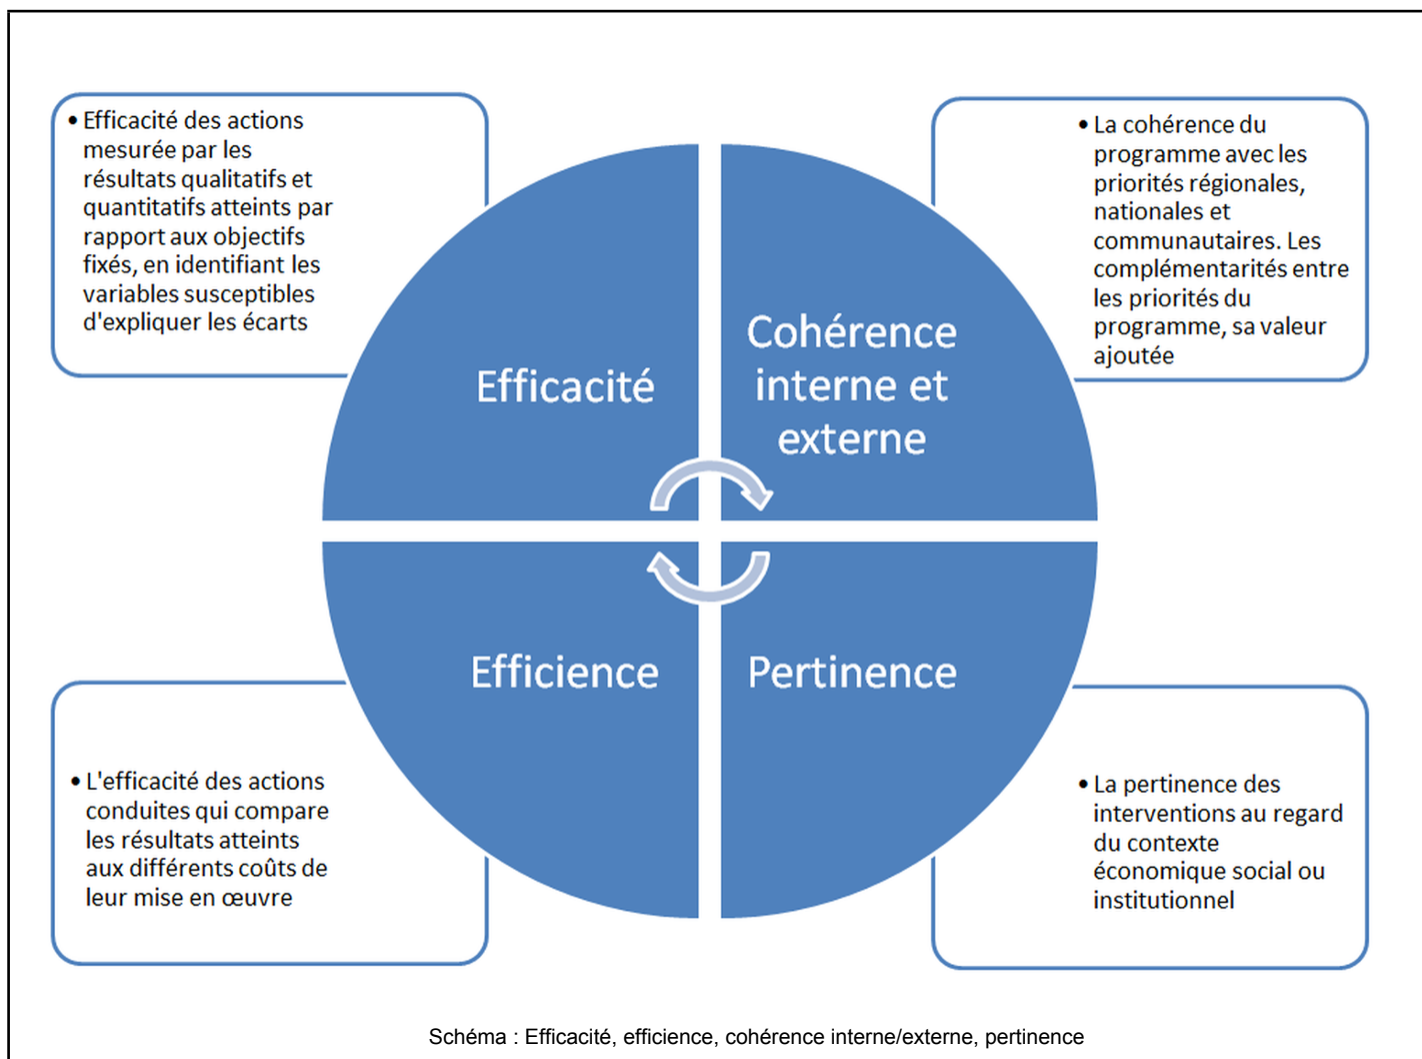 • Efficacité des actions
mesurée par les
résultats qualitatifs et
quantitatifs atteints par
rapport aux objectifs
fixés, en identifiant les
variables susceptibles
d'expliquer les écarts
• La cohérence du
programme avec les
priorités régionales,
nationales et
communautaires. Les
complémentarités entre
les priorités du
programme, sa valeur
ajoutée
Efficacité
Cohérence
interne et
externe
Efficience
Pertinence
• L'efficacité des actions
conduites qui compare
les résultats atteints
aux différents coûts de
leur mise en œuvre
• La pertinence des
interventions au regard
du contexte
économique social ou
institutionnel
Schéma : Efficacité, efficience, cohérence interne/externe, pertinence